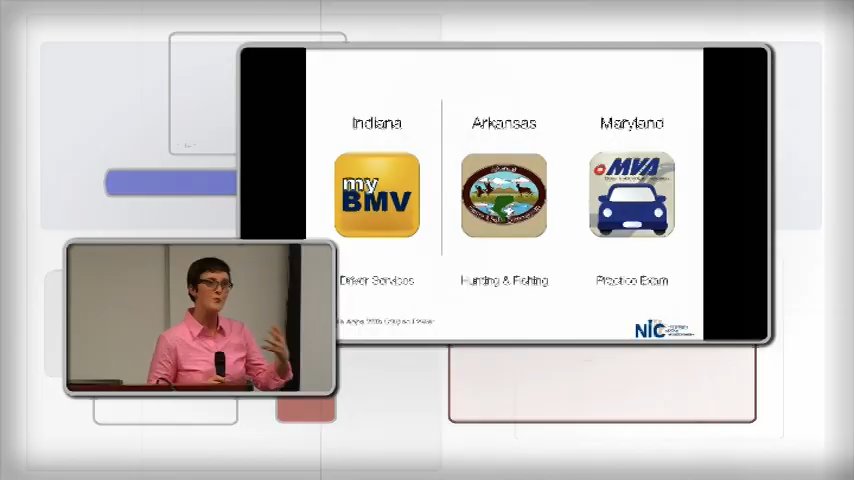 Indiana Arkansas Maryland
my
BMV
MVA
Driver Services Hunting & Fishing Practice Exam
NIC